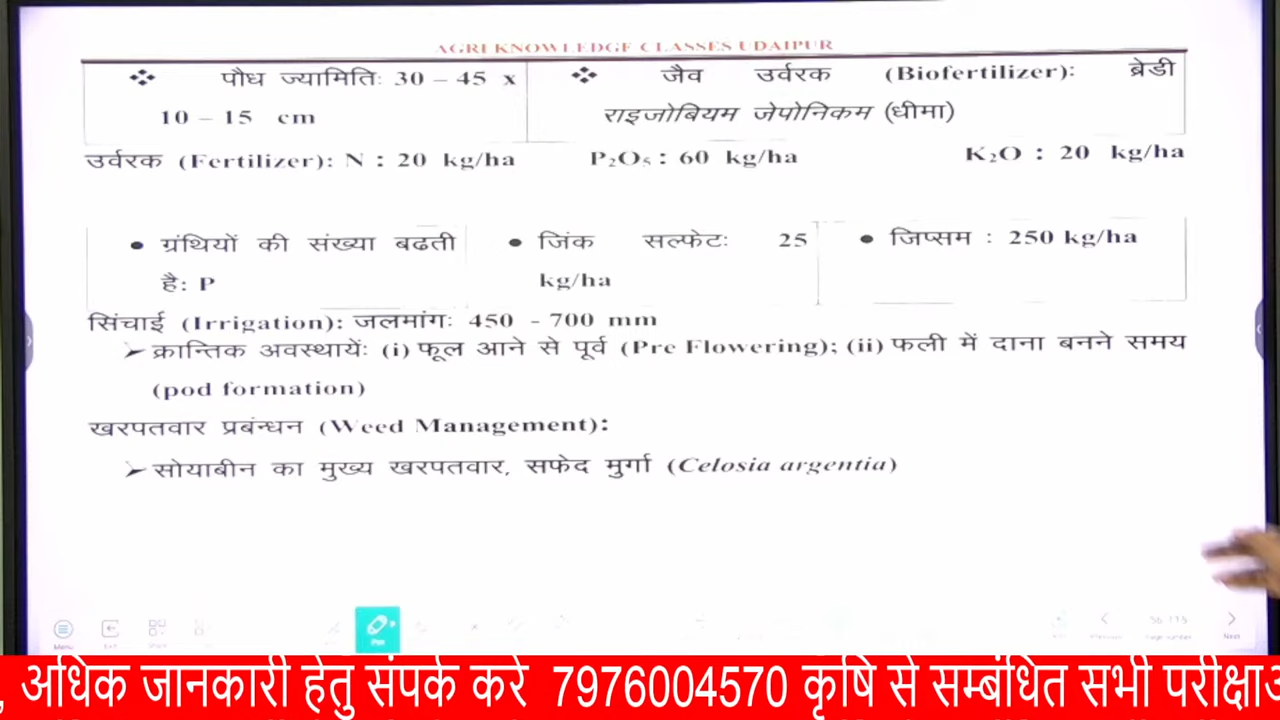 AGRI KNOWLEDGE CLASSES UDAIPUR
❖ पौध ज्यामितिः 30 – 45 x
10 – 15 cm
❖ जैव उर्वरक (Biofertilizer): ब्रेडी
राइजोबियम जेपोनिकम (धीमा)
उर्वरक (Fertilizer): N : 20 kg/ha P₂O₅ : 60 kg/ha K₂O : 20 kg/ha
• ग्रंथियों की संख्या बढती
है: P
• जिंक सल्फेटः 25
kg/ha
• जिप्सम : 250 kg/ha
सिंचाई (Irrigation): जलमांगः 450 - 700 mm
➢ क्रान्तिक अवस्थायेंः (i) फूल आने से पूर्व (Pre Flowering); (ii) फली में दाना बनने समय
(pod formation)
खरपतवार प्रबंन्धन (Weed Management):
➢ सोयाबीन का मुख्य खरपतवार, सफेद मुर्गा (Celosia argentia)
Menu Pen Next
, अधिक जानकारी हेतु संपर्क करे 7976004570 कृषि से सम्बंधित सभी परीक्षाअ